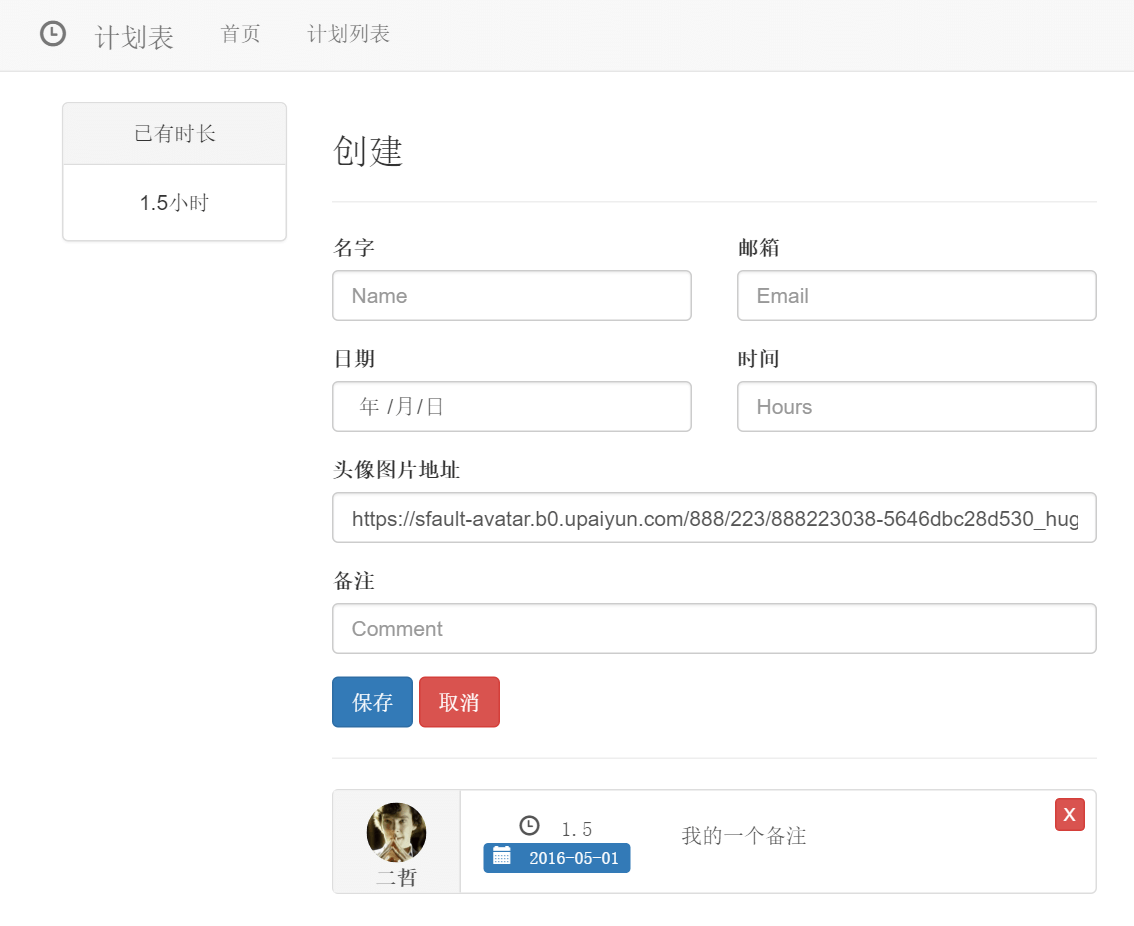 计划表 首页 计划列表
已有时长
1.5小时
创建
名字 邮箱
Name Email
日期 时间
年 /月/日 Hours
头像图片地址
https://sfault-avatar.b0.upaiyun.com/888/223/888223038-5646dbc28d530_hug
备注
Comment
保存 取消
1.5 我的一个备注 X
2016-05-01
二哲